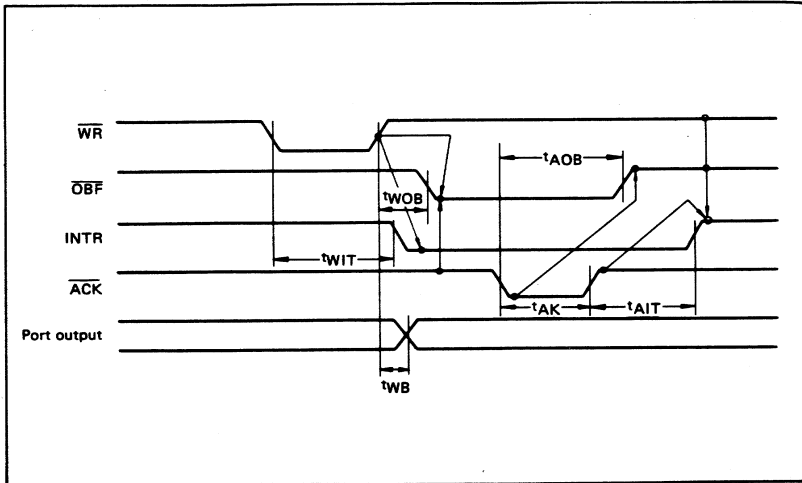 WR
OBF
INTR
ACK
Port output
tWOB
tAOB
tWIT
tAK
tAIT
tWB